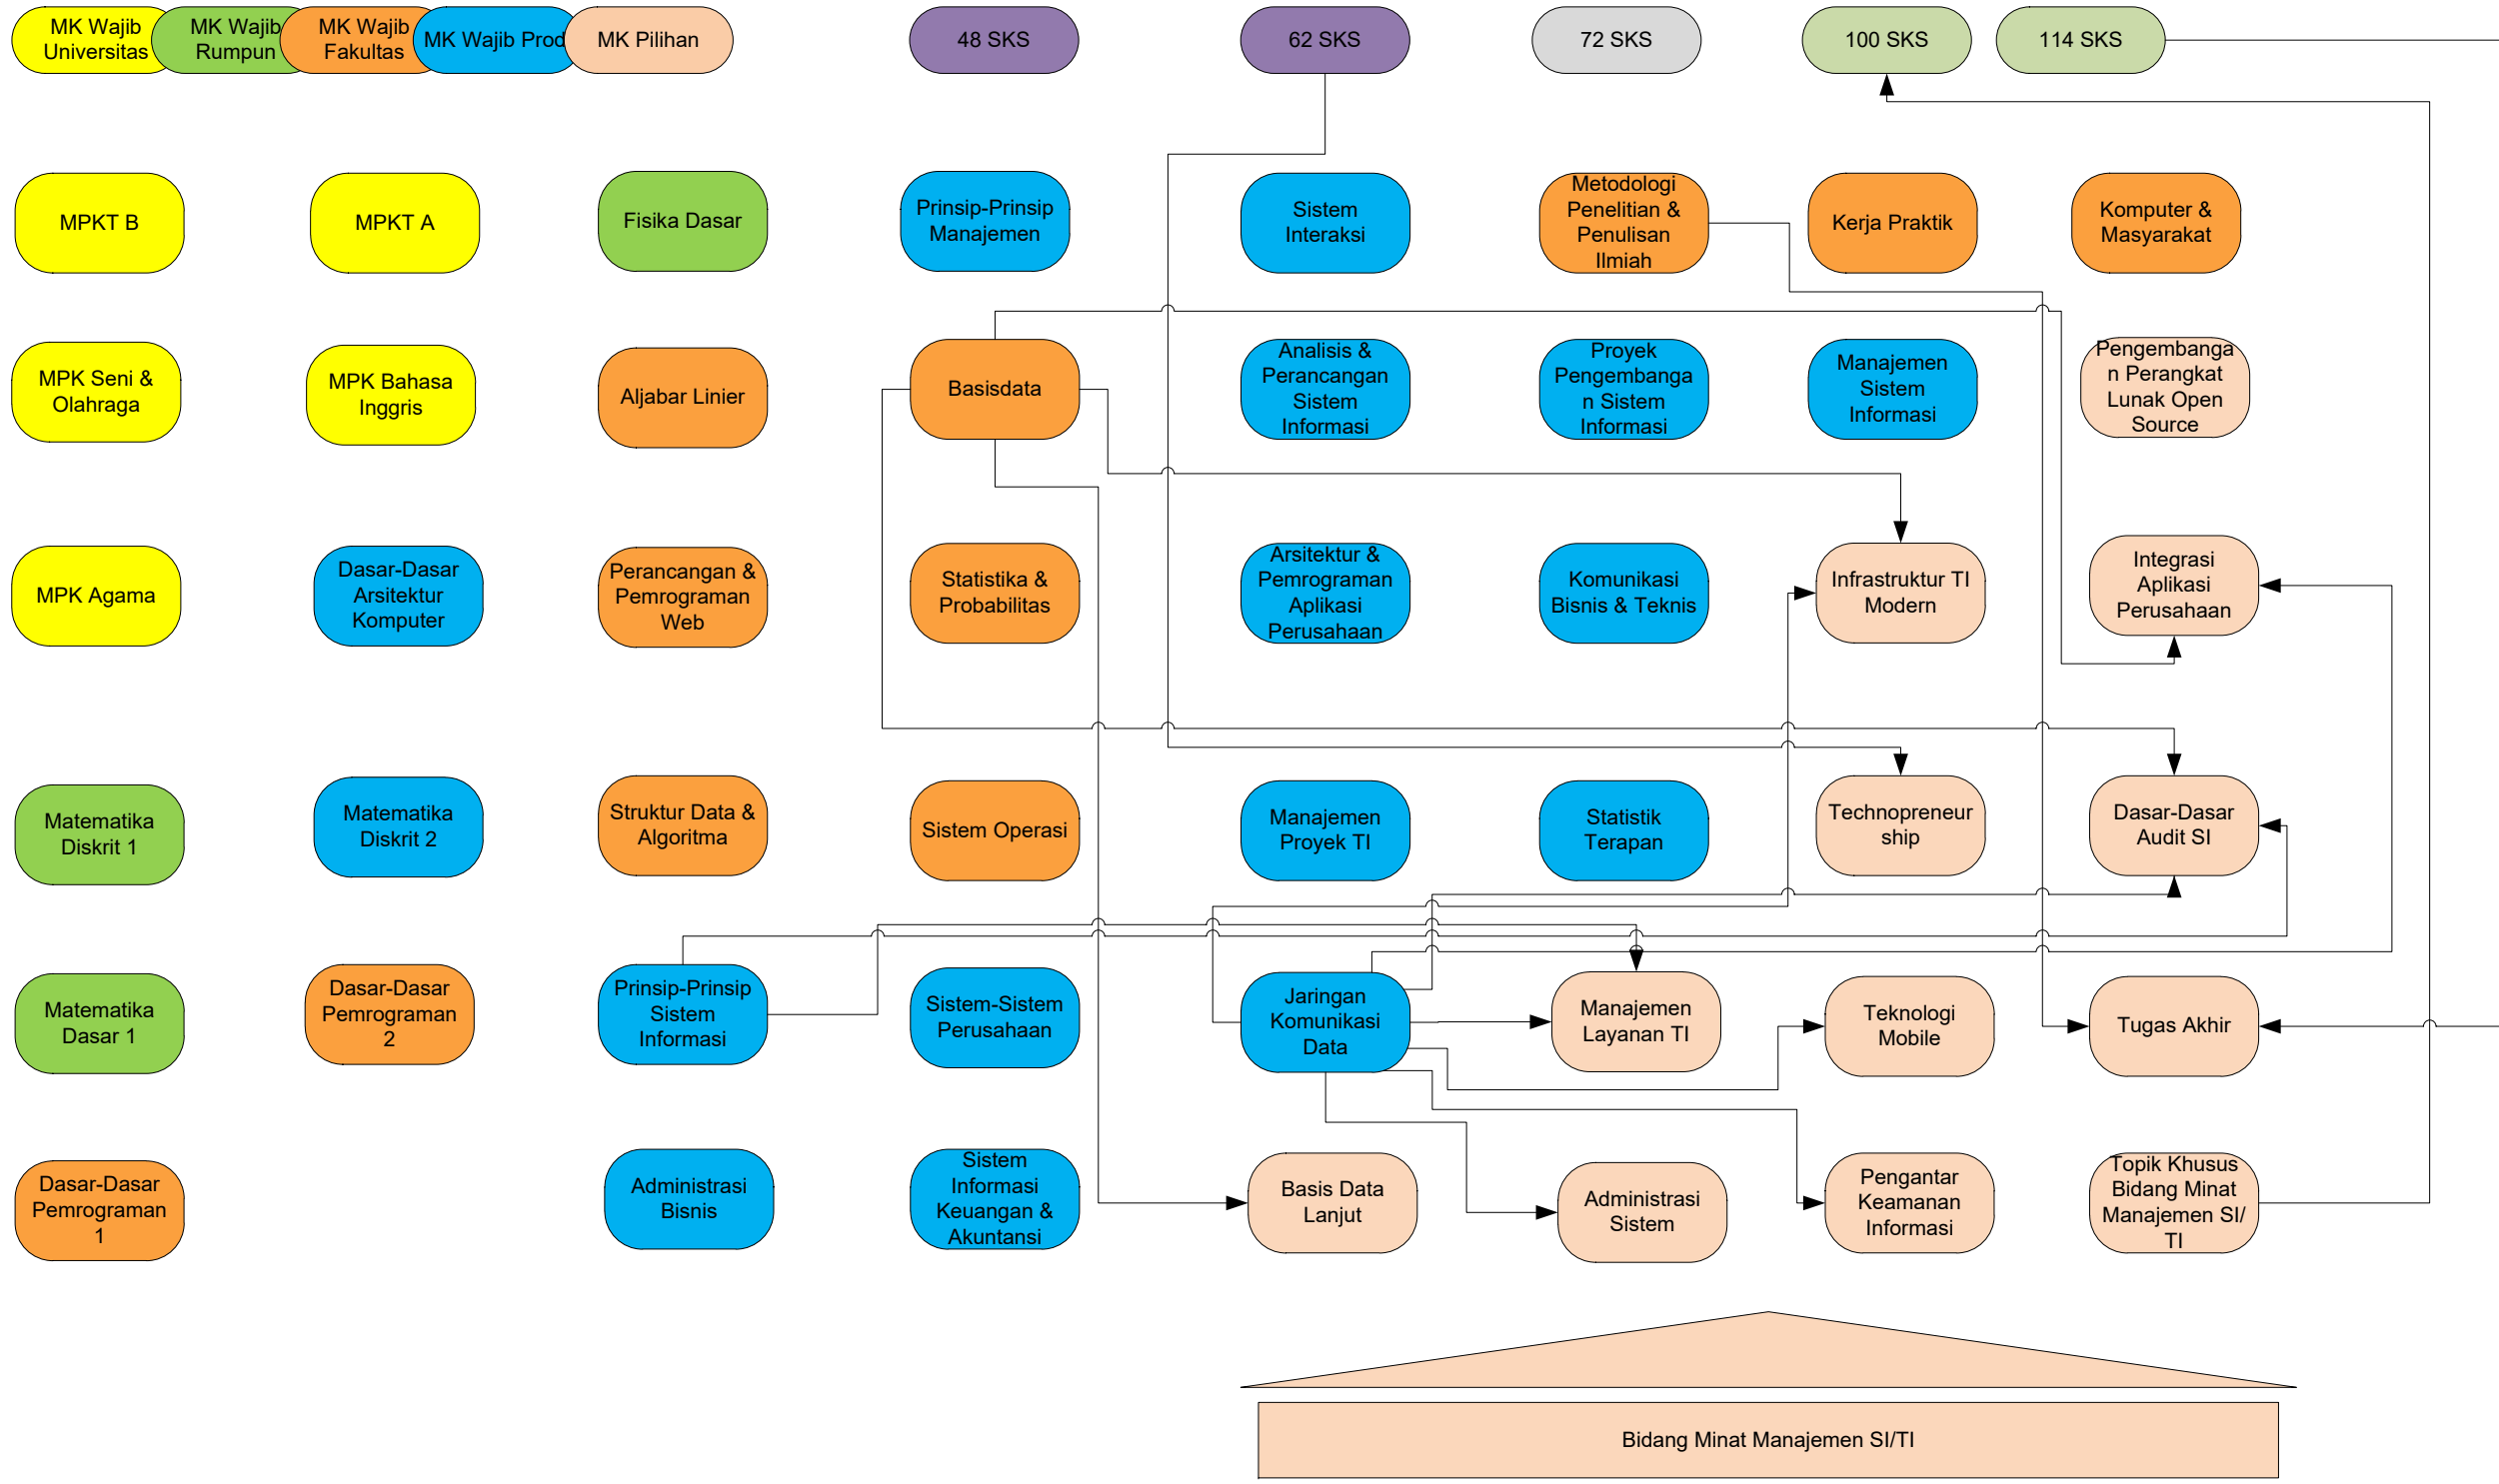 MK Wajib
Universitas
MK Wajib
Rumpun
MK Wajib
Fakultas
MK Wajib Prod
MK Pilihan
48 SKS
62 SKS
72 SKS
100 SKS
114 SKS
MPKT B
MPKT A
Fisika Dasar
Prinsip-Prinsip
Manajemen
Sistem
Interaksi
Metodologi
Penelitian &
Penulisan
Ilmiah
Kerja Praktik
Komputer &
Masyarakat
MPK Seni &
Olahraga
MPK Bahasa
Inggris
Aljabar Linier
Basisdata
Analisis &
Perancangan
Sistem
Informasi
Proyek
Pengembanga
n Sistem
Informasi
Manajemen
Sistem
Informasi
Pengembanga
n Perangkat
Lunak Open
Source
MPK Agama
Dasar-Dasar
Arsitektur
Komputer
Perancangan &
Pemrograman
Web
Statistika &
Probabilitas
Arsitektur &
Pemrograman
Aplikasi
Perusahaan
Komunikasi
Bisnis & Teknis
Infrastruktur TI
Modern
Integrasi
Aplikasi
Perusahaan
Matematika
Diskrit 1
Matematika
Diskrit 2
Struktur Data &
Algoritma
Sistem Operasi
Manajemen
Proyek TI
Statistik
Terapan
Technopreneur
ship
Dasar-Dasar
Audit SI
Matematika
Dasar 1
Dasar-Dasar
Pemrograman
2
Prinsip-Prinsip
Sistem
Informasi
Sistem-Sistem
Perusahaan
Jaringan
Komunikasi
Data
Manajemen
Layanan TI
Teknologi
Mobile
Tugas Akhir
Dasar-Dasar
Pemrograman
1
Administrasi
Bisnis
Sistem
Informasi
Keuangan &
Akuntansi
Basis Data
Lanjut
Administrasi
Sistem
Pengantar
Keamanan
Informasi
Topik Khusus
Bidang Minat
Manajemen SI/
TI
Bidang Minat Manajemen SI/TI